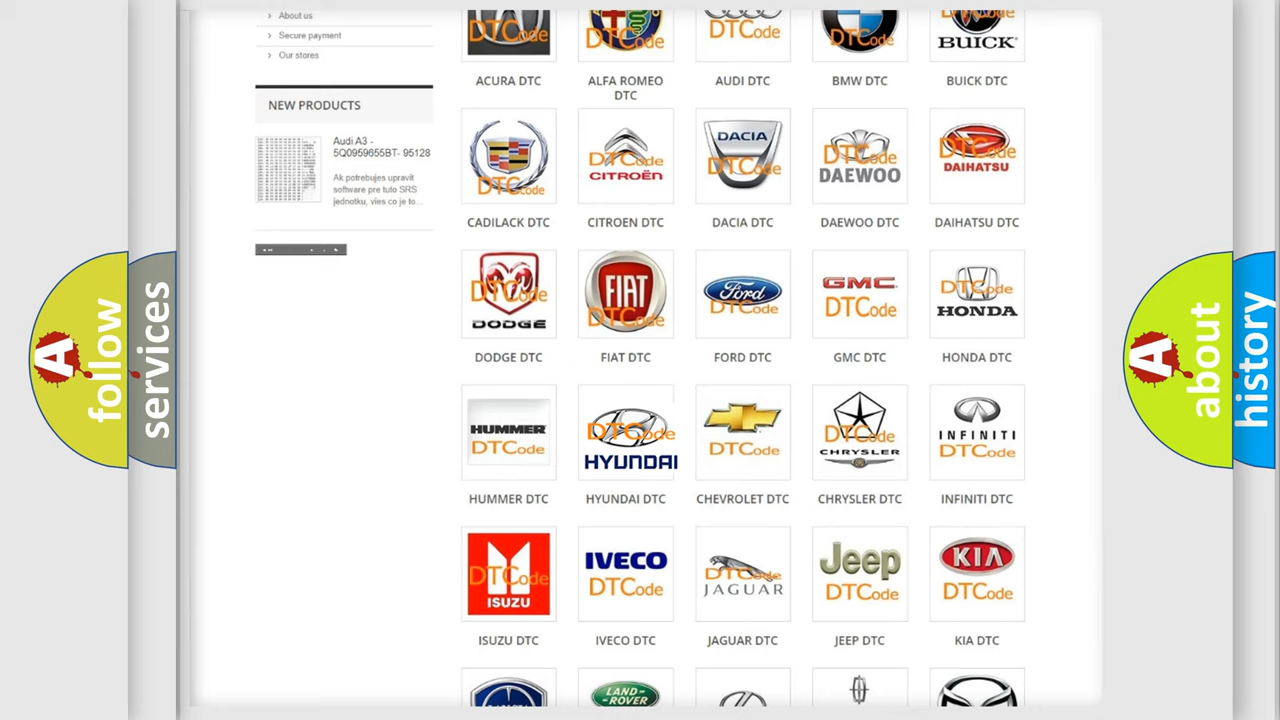 About us
Secure payment
Our stores
NEW PRODUCTS
Audi A3 -
5Q0959655BT- 95128
Ak potrebujes upravit
software pre tuto SRS
jednotku, vies co je to...
DTCode DTCode DTCode DTCode BUICK
ACURA DTC ALFA ROMEO DTC AUDI DTC BMW DTC BUICK DTC
DTCode DTCode CITROËN DACIA DTCode DTCode DAEWOO DTCode DAIHATSU
CADILACK DTC CITROEN DTC DACIA DTC DAEWOO DTC DAIHATSU DTC
DTCode DODGE FIAT DTCode Ford DTCode GMC DTCode DTCode HONDA
DODGE DTC FIAT DTC FORD DTC GMC DTC HONDA DTC
HUMMER DTCode DTCode HYUNDAI DTCode DTCode CHRYSLER INFINITI DTCode
HUMMER DTC HYUNDAI DTC CHEVROLET DTC CHRYSLER DTC INFINITI DTC
DTCode ISUZU IVECO DTCode DTCode JAGUAR Jeep DTCode KIA DTCode
ISUZU DTC IVECO DTC JAGUAR DTC JEEP DTC KIA DTC
LAND-ROVER
A follow
services
A about
history